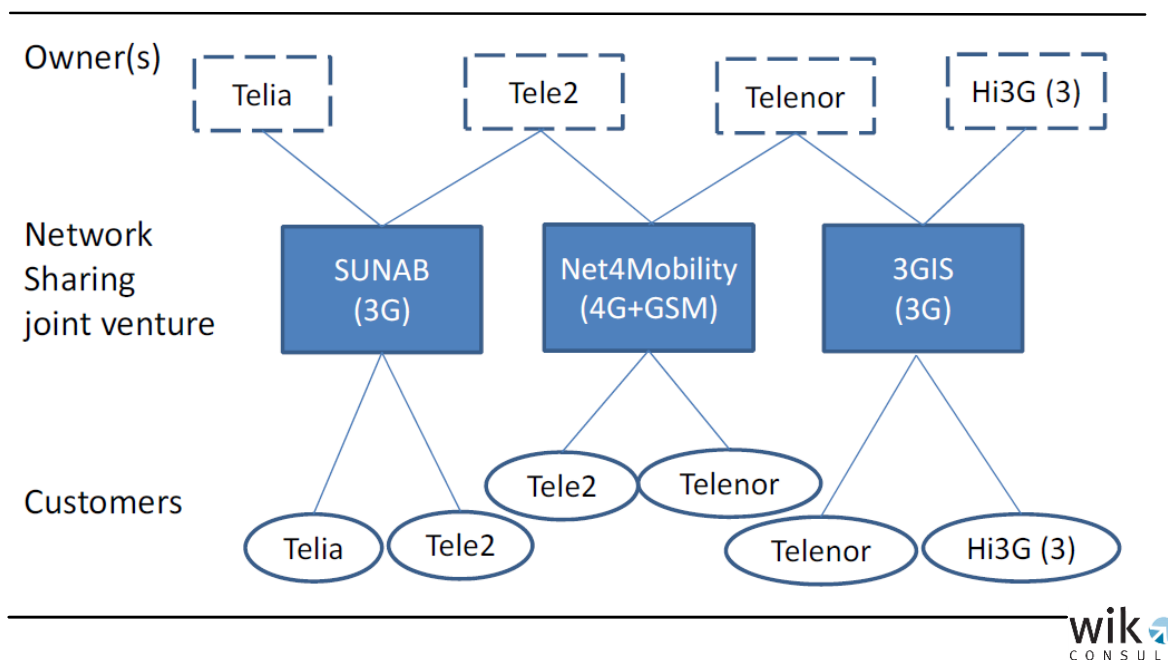 Owner(s)
Telia
Tele2
Telenor
Hi3G (3)
Network
Sharing
joint venture
SUNAB
(3G)
Net4Mobility
(4G+GSM)
3GIS
(3G)
Customers
Tele2
Telenor
Telia
Tele2
Telenor
Hi3G (3)
wik
CONSUL